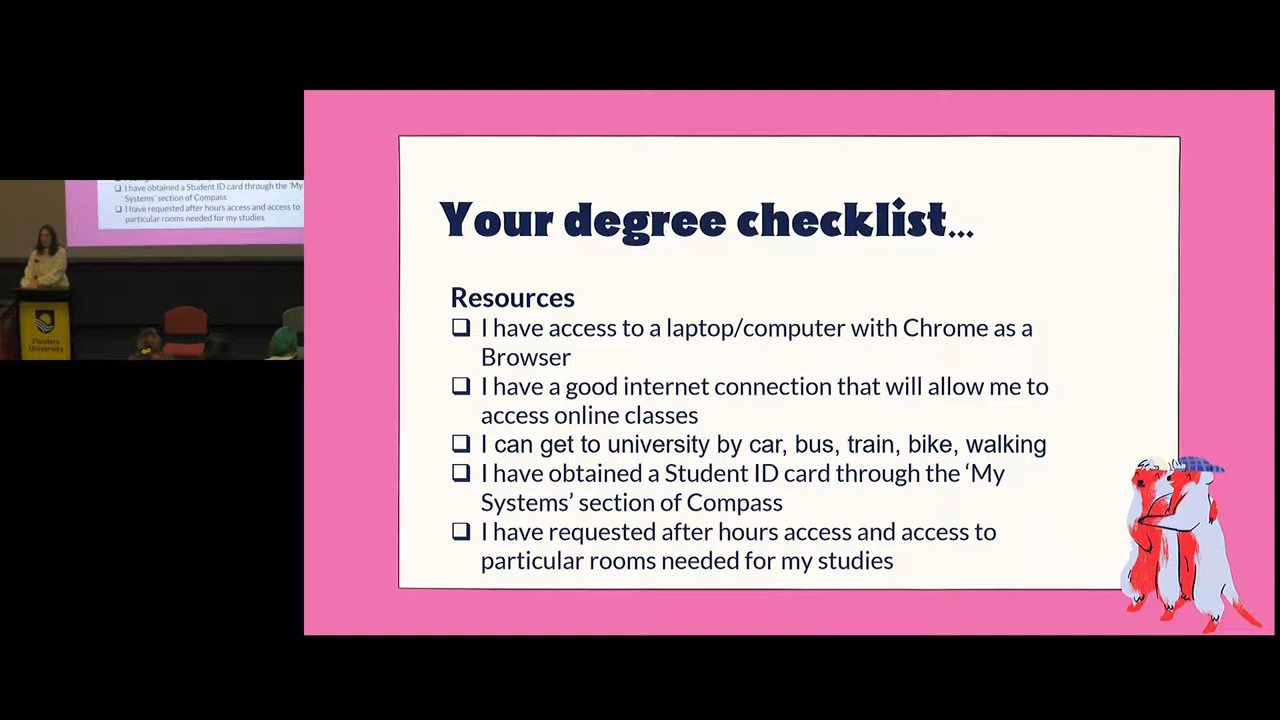 I have obtained a Student ID card through the 'My
Systems' section of Compass
I have requested after hours access and access to
particular rooms needed for my studies
Flinders
University
Your degree checklist...
Resources
❑ I have access to a laptop/computer with Chrome as a
Browser
❑ I have a good internet connection that will allow me to
access online classes
❑ I can get to university by car, bus, train, bike, walking
❑ I have obtained a Student ID card through the ‘My
Systems’ section of Compass
❑ I have requested after hours access and access to
particular rooms needed for my studies